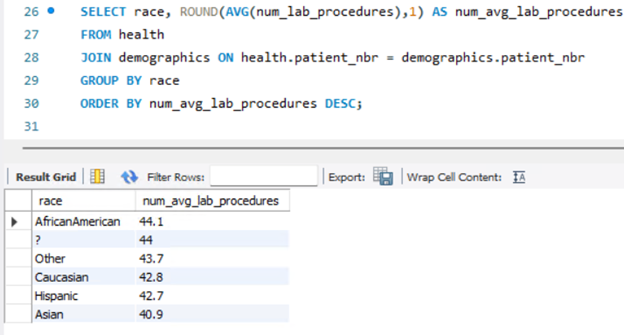 26 SELECT race, ROUND(AVG(num_lab_procedures),1) AS num_avg_lab_procedures
27 FROM health
28 JOIN demographics ON health.patient_nbr = demographics.patient_nbr
29 GROUP BY race
30 ORDER BY num_avg_lab_procedures DESC;
31
Result Grid Filter Rows: Export: Wrap Cell Content:
race num_avg_lab_procedures
AfricanAmerican 44.1
? 44
Other 43.7
Caucasian 42.8
Hispanic 42.7
Asian 40.9